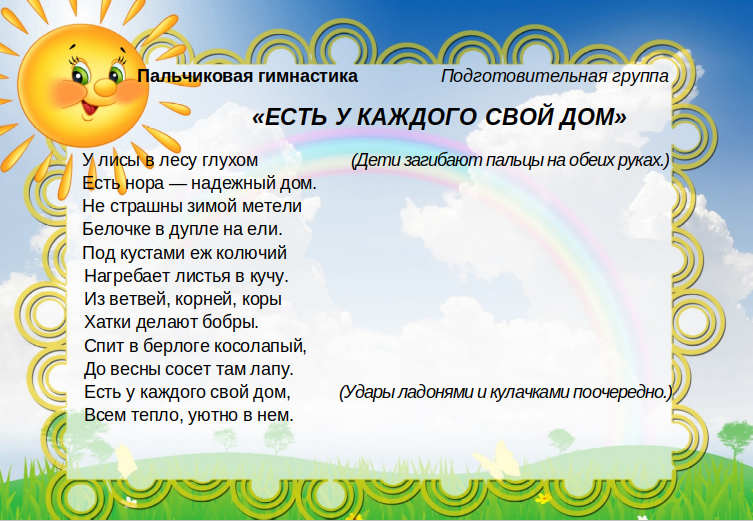 Пальчиковая гимнастика Подготовительная группа
«ЕСТЬ У КАЖДОГО СВОЙ ДОМ»
У лисы в лесу глухом (Дети загибают пальцы на обеих руках.)
Есть нора — надежный дом.
Не страшны зимой метели
Белочке в дупле на ели.
Под кустами еж колючий
Нагребает листья в кучу.
Из ветвей, корней, коры
Хатки делают бобры.
Спит в берлоге косолапый,
До весны сосет там лапу.
Есть у каждого свой дом, (Удары ладонями и кулачками поочередно.)
Всем тепло, уютно в нем.